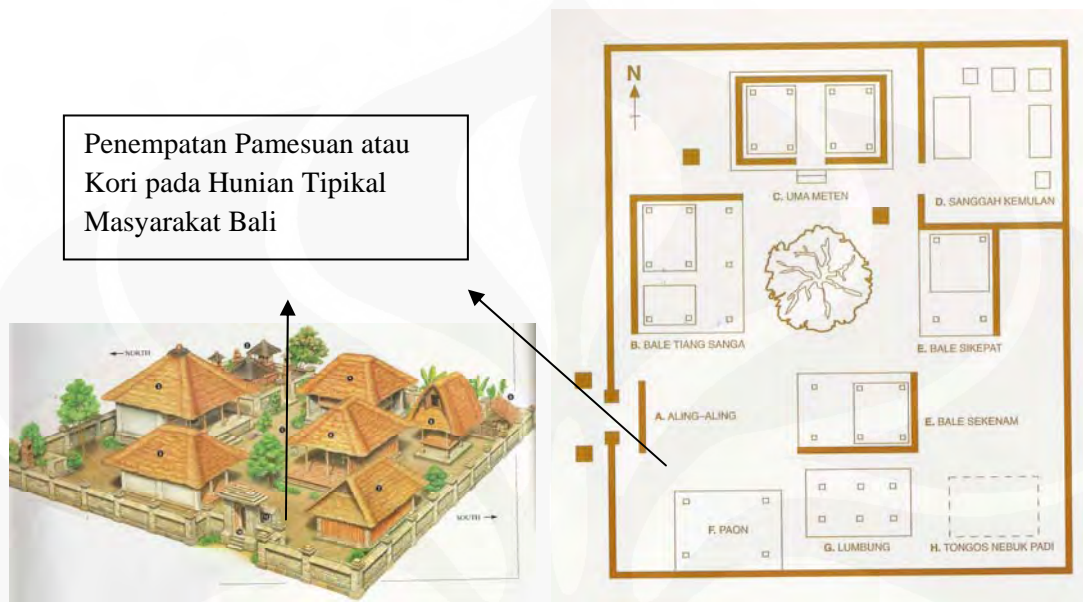 Penempatan Pamesuan atau
Kori pada Hunian Tipikal
Masyarakat Bali
NORTH
SOUTH
N
C. UMA METEN
D. SANGGAH KEMULAN
B. BALE TIANG SANGA
E. BALE SIKEPAT
A. ALING–ALING
E. BALE SEKENAM
F. PAON
G. LUMBUNG
H. TONGOS NEBUK PADI